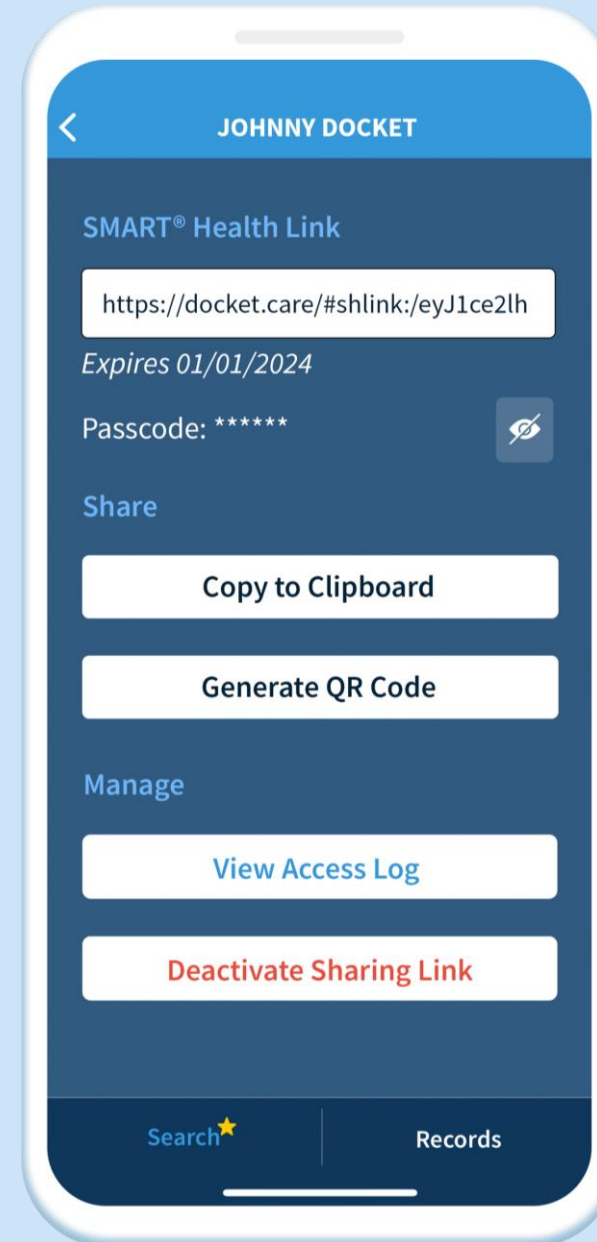 JOHNNY DOCKET
SMART® Health Link
https://docket.care/#shlink:/eyJ1ce2lh
Expires 01/01/2024
Passcode: ******
Share
Copy to Clipboard
Generate QR Code
Manage
View Access Log
Deactivate Sharing Link
Search
Records